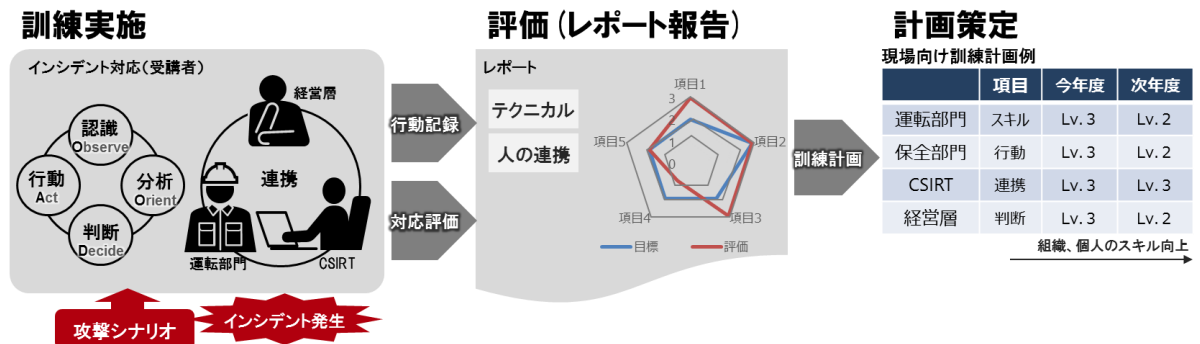 訓練実施
インシデント対応(受講者)
認識
Observe
行動
Act
分析
Orient
判断
Decide
経営層
連携
運転部門
CSIRT
攻撃シナリオ
インシデント発生
行動記録
対応評価
評価(レポート報告)
レポート
テクニカル
人の連携
項目1
項目2
項目3
項目4
項目5
3
2
1
0
目標
評価
訓練計画
計画策定
現場向け訓練計画例
項目 今年度 次年度
運転部門 スキル Lv. 3 Lv. 2
保全部門 行動 Lv. 3 Lv. 2
CSIRT 連携 Lv. 3 Lv. 3
経営層 判断 Lv. 3 Lv. 2
組織、個人のスキル向上